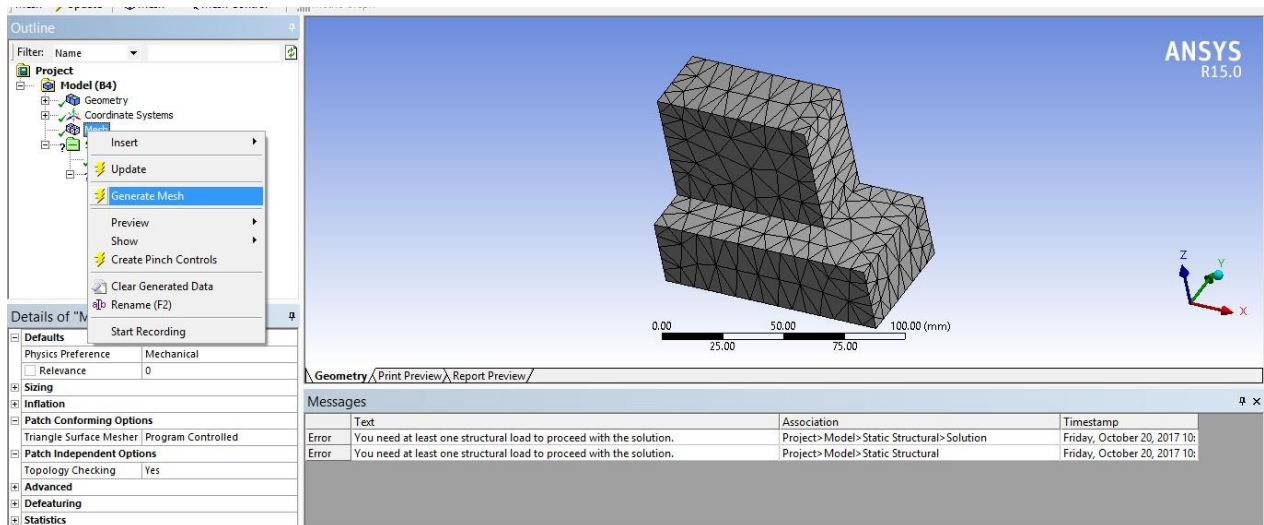 Outline
Filter: Name
Project
Model (B4)
Geometry
Coordinate Systems
Mesh
Insert
Update
Generate Mesh
Preview
Show
Create Pinch Controls
Clear Generated Data
Rename (F2)
Start Recording
Details of "M
Defaults
Physics Preference Mechanical
Relevance 0
Sizing
Inflation
Patch Conforming Options
Triangle Surface Mesher Program Controlled
Patch Independent Options
Topology Checking Yes
Advanced
Defeaturing
Statistics
ANSYS
R15.0
Z
Y
X
0.00 50.00 100.00 (mm)
25.00 75.00
Geometry Print Preview Report Preview
Messages
Text Association Timestamp
Error You need at least one structural load to proceed with the solution. Project>Model>Static Structural>Solution Friday, October 20, 2017 10:
Error You need at least one structural load to proceed with the solution. Project>Model>Static Structural Friday, October 20, 2017 10: